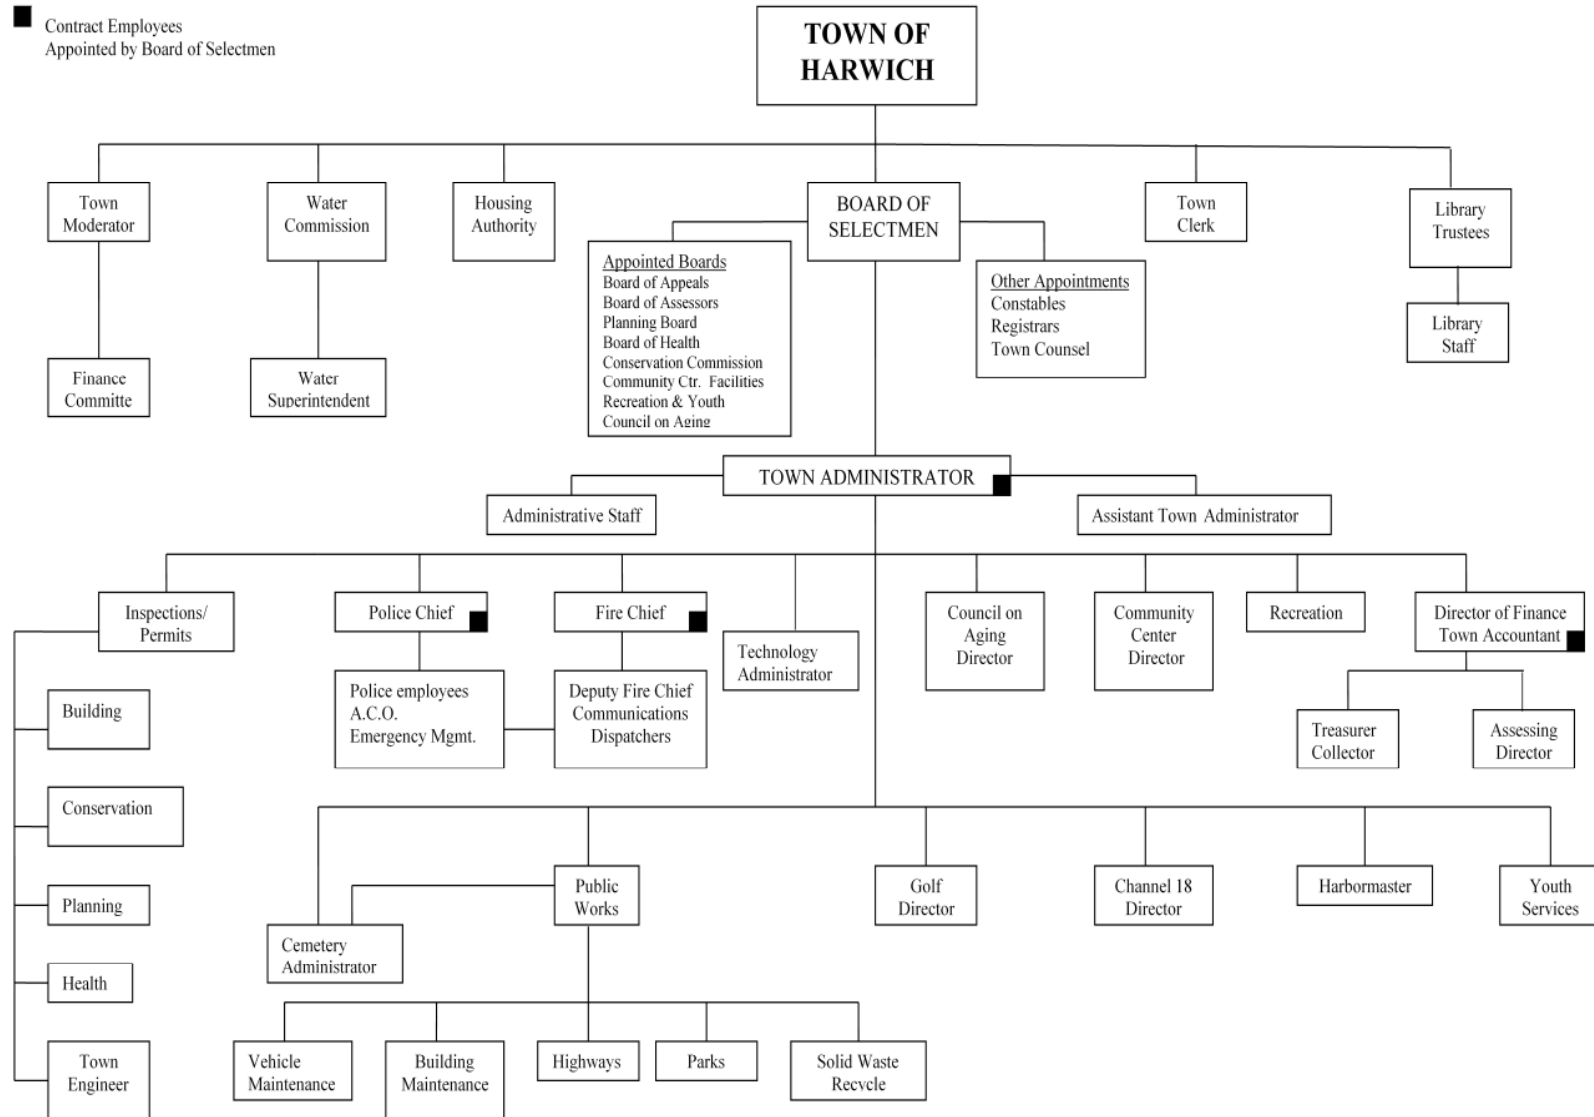 Contract Employees
Appointed by Board of Selectmen
TOWN OF
HARWICH
Town
Moderator
Water
Commission
Housing
Authority
BOARD OF
SELECTMEN
Town
Clerk
Library
Trustees
Appointed Boards
Board of Appeals
Board of Assessors
Planning Board
Board of Health
Conservation Commission
Community Ctr. Facilities
Recreation & Youth
Council on Aging
Other Appointments
Constables
Registrars
Town Counsel
Library
Staff
Finance
Committe
Water
Superintendent
TOWN ADMINISTRATOR
Administrative Staff
Assistant Town Administrator
Inspections/
Permits
Police Chief
Fire Chief
Technology
Administrator
Council on
Aging
Director
Community
Center
Director
Recreation
Director of Finance
Town Accountant
Police employees
A.C.O.
Emergency Mgmt.
Deputy Fire Chief
Communications
Dispatchers
Treasurer
Collector
Assessing
Director
Building
Conservation
Planning
Health
Town
Engineer
Public
Works
Cemetery
Administrator
Golf
Director
Channel 18
Director
Harbormaster
Youth
Services
Vehicle
Maintenance
Building
Maintenance
Highways
Parks
Solid Waste
Recycle